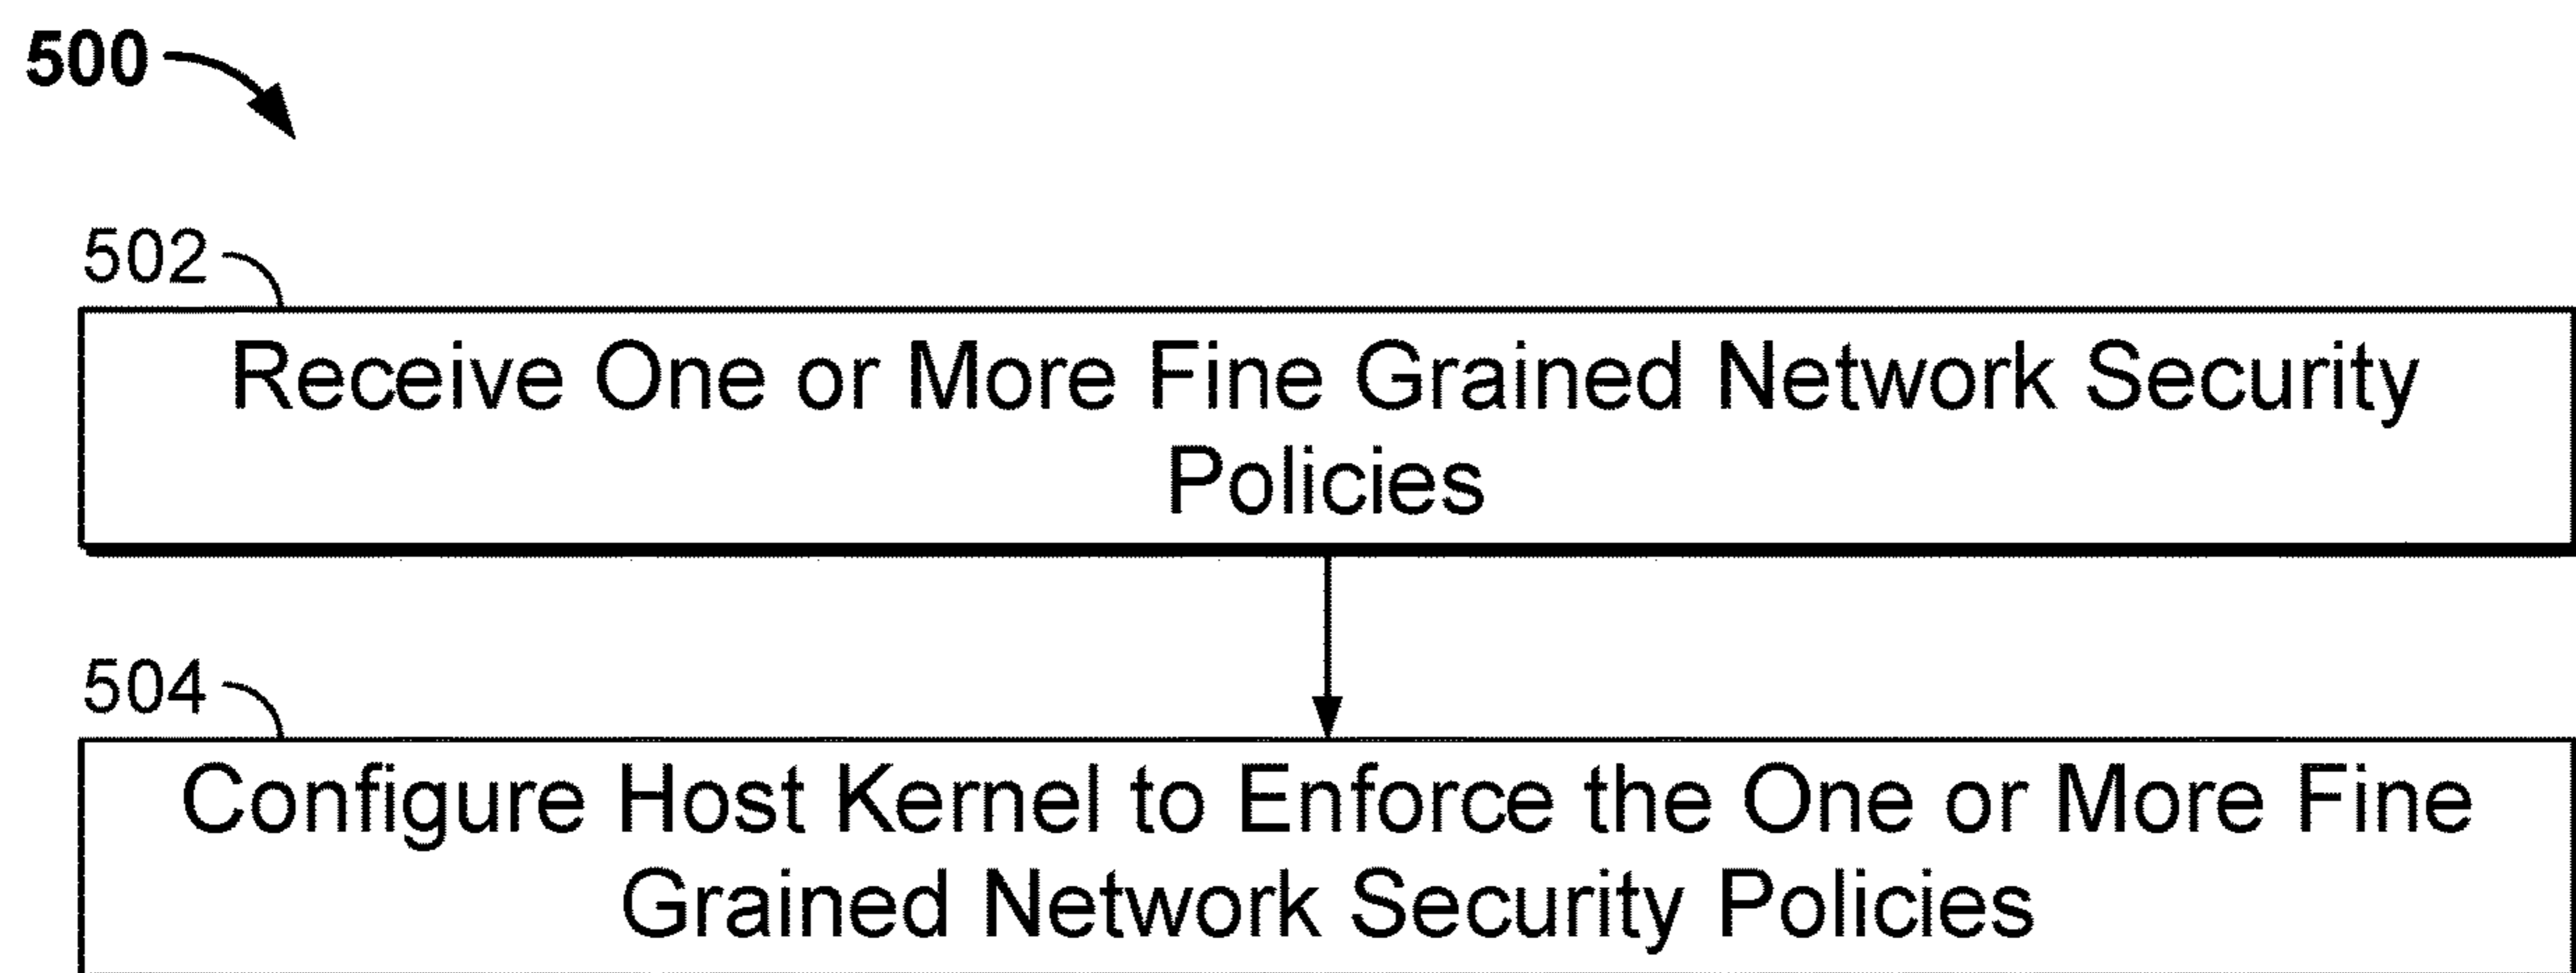 500
502
Receive One or More Fine Grained Network Security
Policies
504
Configure Host Kernel to Enforce the One or More Fine
Grained Network Security Policies